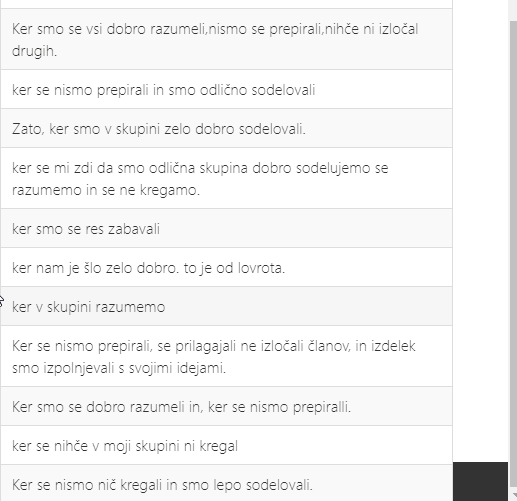 Ker smo se vsi dobro razumeli,nismo se prepirali,nihče ni izločal
drugih.
ker se nismo prepirali in smo odlično sodelovali
Zato, ker smo v skupini zelo dobro sodelovali.
ker se mi zdi da smo odlična skupina dobro sodelujemo se
razumemo in se ne kregamo.
ker smo se res zabavali
ker nam je šlo zelo dobro. to je od lovrota.
ker v skupini razumemo
Ker se nismo prepirali, se prilagajali ne izločali članov, in izdelek
smo izpolnjevali s svojimi idejami.
Ker smo se dobro razumeli in, ker se nismo prepiralli.
ker se nihče v moji skupini ni kregal
Ker se nismo nič kregali in smo lepo sodelovali.